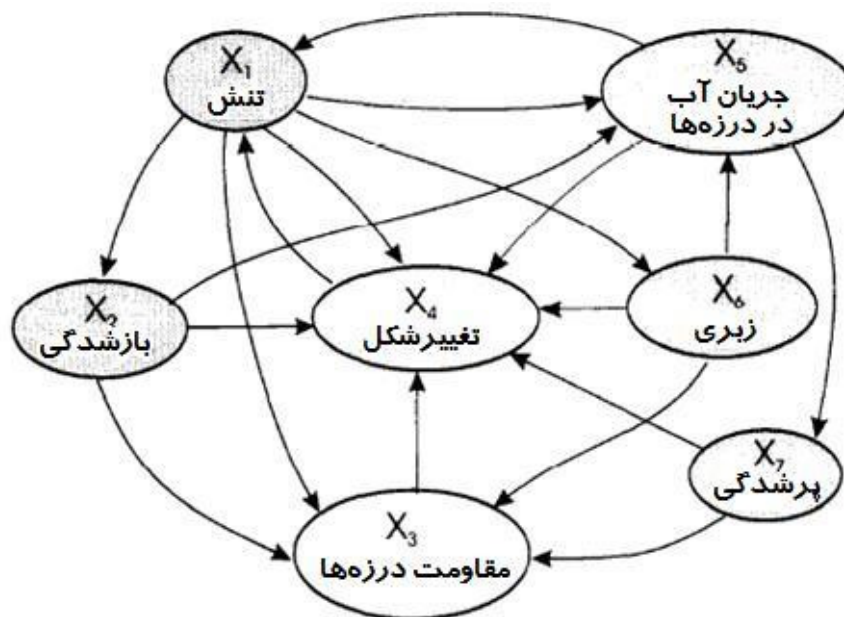 X₁
تنش
X₅
جریان آب
در درزه‌ها
X₂
بازشدگی
X₄
تغییرشکل
X₆
زبری
X₇
پرشدگی
X₃
مقاومت درزه‌ها